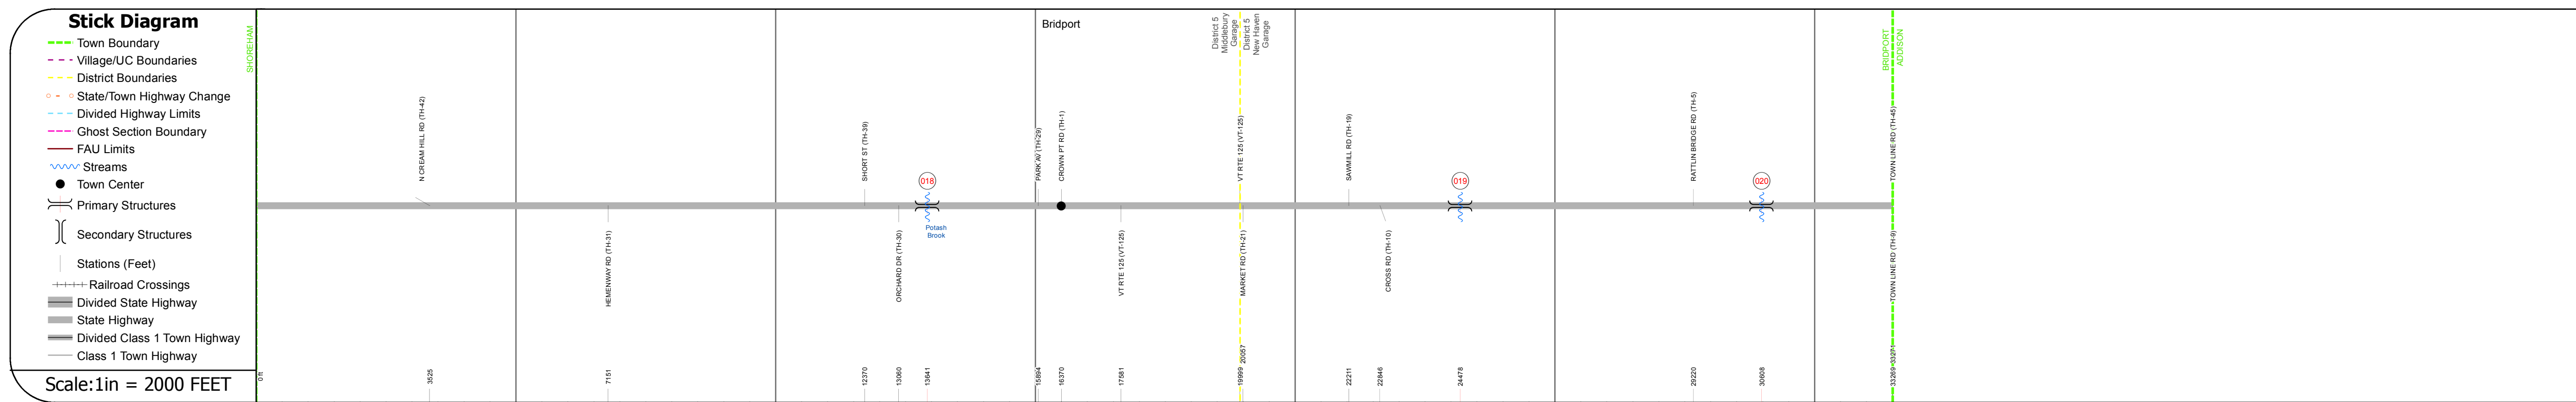 Stick Diagram
Town Boundary
Village/UC Boundaries
District Boundaries
State/Town Highway Change
Divided Highway Limits
Ghost Section Boundary
FAU Limits
Streams
Town Center
Primary Structures
Secondary Structures
Stations (Feet)
Railroad Crossings
Divided State Highway
State Highway
Divided Class 1 Town Highway
Class 1 Town Highway
Scale:1in = 2000 FEET
SHOREHAM
Bridport
District 5
Middlebury
Garage
District 5
New Haven
Garage
BRIDPORT
ADDISON
N CREAM HILL RD (TH-42)
SHORT ST (TH-39)
PARK AV (TH-29)
CROWN PT RD (TH-1)
VT RTE 125 (VT-125)
SAWMILL RD (TH-19)
RATTLIN BRIDGE RD (TH-5)
TOWN LINE RD (TH-45)
018
019
020
Potash
Brook
HEMENWAY RD (TH-31)
ORCHARD DR (TH-30)
VT RTE 125 (VT-125)
MARKET RD (TH-21)
CROSS RD (TH-10)
TOWN LINE RD (TH-9)
0 ft
3525
7151
12370
13060
13641
15894
16370
17581
19999
20057
22211
22846
24478
29220
30608
33269
33271